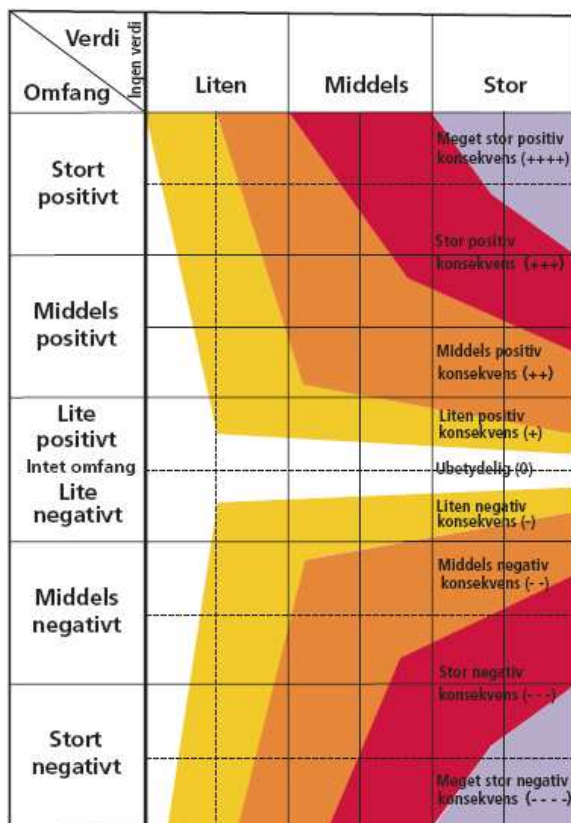 Verdi
Ingen verdi
Omfang
Liten
Middels
Stor
Stort
positivt
Meget stor positiv
konsekvens (++++)
Stor positiv
konsekvens (+++)
Middels
positivt
Middels positiv
konsekvens (++)
Lite
positivt
Liten positiv
konsekvens (+)
Intet omfang
Ubetydelig (0)
Lite
negativt
Liten negativ
konsekvens (-)
Middels
negativt
Middels negativ
konsekvens (- -)
Stor negativ
konsekvens (- - -)
Stort
negativt
Meget stor negativ
konsekvens (- - - -)